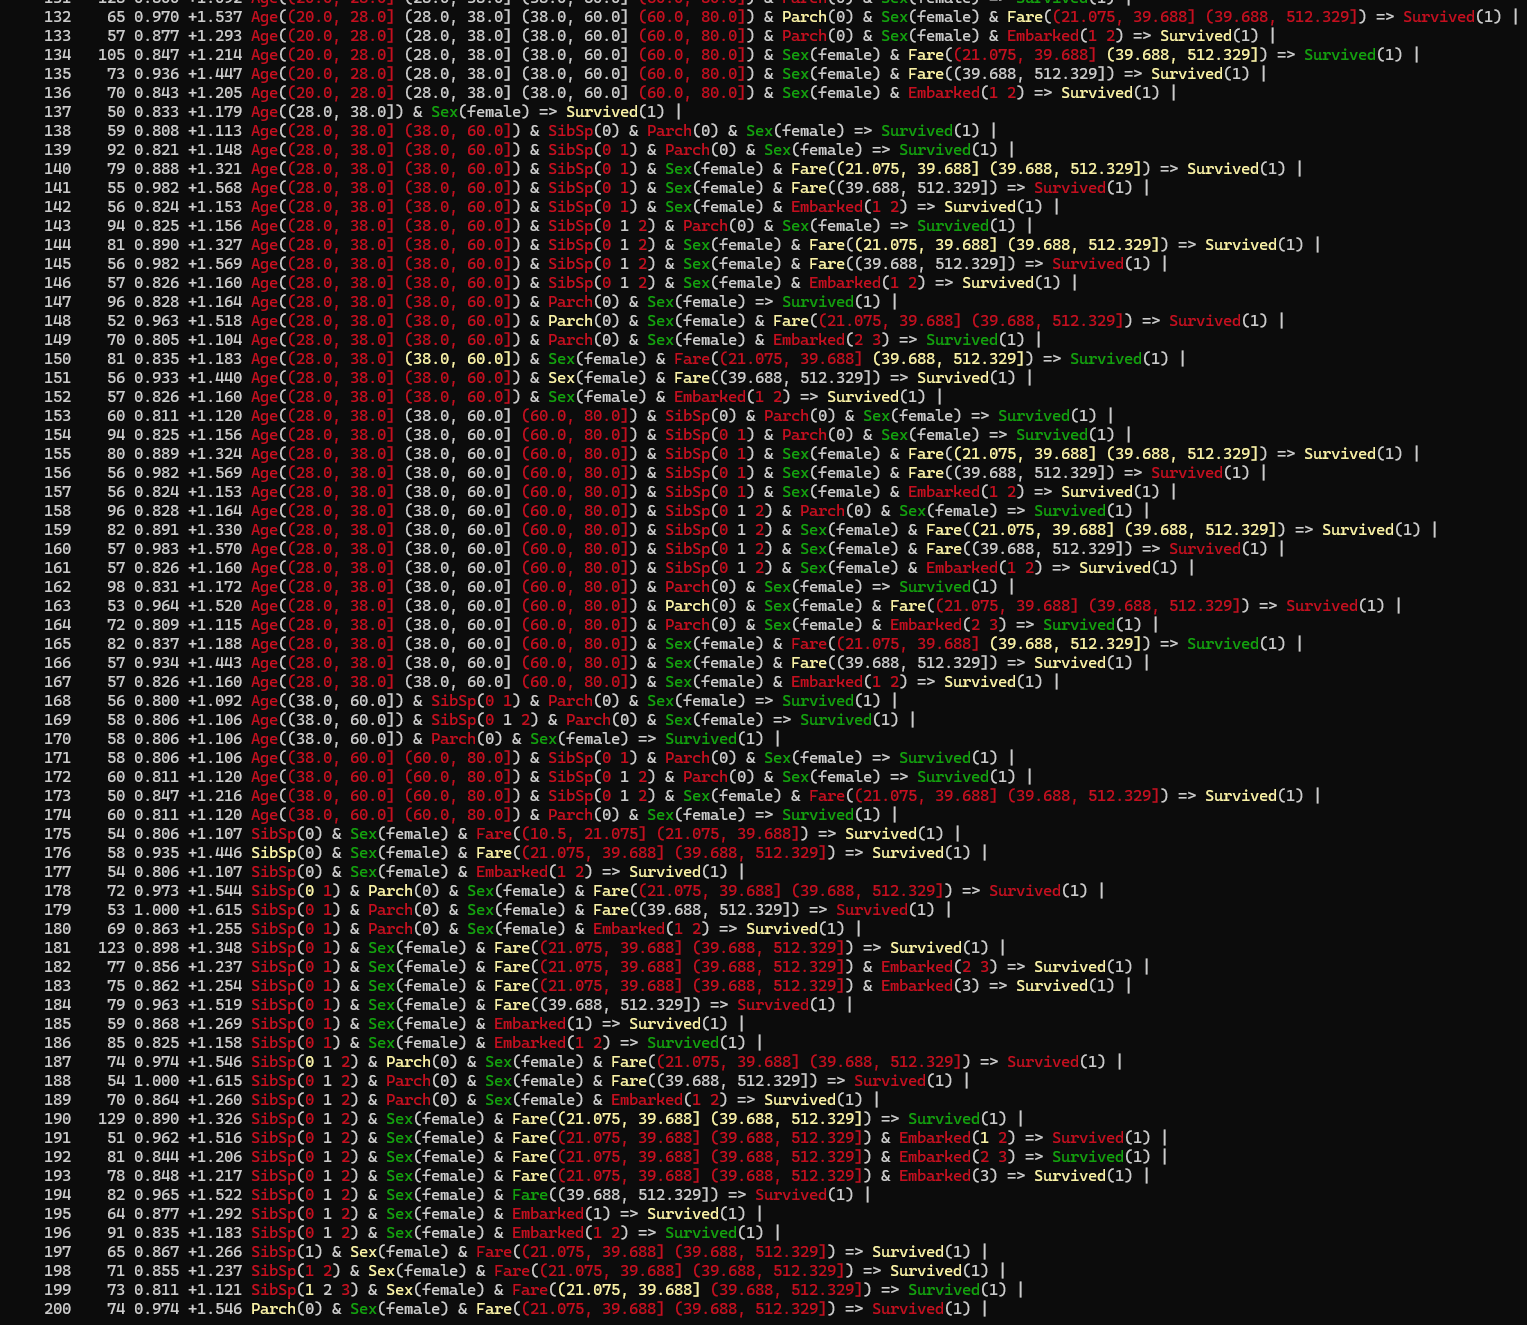 132 65 0.970 +1.537 Age((20.0, 28.0] (28.0, 38.0] (38.0, 60.0] (60.0, 80.0]) & Parch(0) & Sex(female) & Fare((21.075, 39.688] (39.688, 512.329]) => Survived(1) |
133 57 0.877 +1.293 Age((20.0, 28.0] (28.0, 38.0] (38.0, 60.0] (60.0, 80.0]) & Parch(0) & Sex(female) & Embarked(1 2) => Survived(1) |
134 105 0.847 +1.214 Age((20.0, 28.0] (28.0, 38.0] (38.0, 60.0] (60.0, 80.0]) & Sex(female) & Fare((21.075, 39.688] (39.688, 512.329]) => Survived(1) |
135 73 0.936 +1.447 Age((20.0, 28.0] (28.0, 38.0] (38.0, 60.0] (60.0, 80.0]) & Sex(female) & Fare((39.688, 512.329]) => Survived(1) |
136 70 0.843 +1.205 Age((20.0, 28.0] (28.0, 38.0] (38.0, 60.0] (60.0, 80.0]) & Sex(female) & Embarked(1 2) => Survived(1) |
137 50 0.833 +1.179 Age((28.0, 38.0]) & Sex(female) => Survived(1) |
138 59 0.808 +1.113 Age((28.0, 38.0] (38.0, 60.0]) & SibSp(0) & Parch(0) & Sex(female) => Survived(1) |
139 92 0.821 +1.148 Age((28.0, 38.0] (38.0, 60.0]) & SibSp(0 1) & Parch(0) & Sex(female) => Survived(1) |
140 79 0.888 +1.321 Age((28.0, 38.0] (38.0, 60.0]) & SibSp(0 1) & Sex(female) & Fare((21.075, 39.688] (39.688, 512.329]) => Survived(1) |
141 55 0.982 +1.568 Age((28.0, 38.0] (38.0, 60.0]) & SibSp(0 1) & Sex(female) & Fare((39.688, 512.329]) => Survived(1) |
142 56 0.824 +1.153 Age((28.0, 38.0] (38.0, 60.0]) & SibSp(0 1) & Sex(female) & Embarked(1 2) => Survived(1) |
143 94 0.825 +1.156 Age((28.0, 38.0] (38.0, 60.0]) & SibSp(0 1 2) & Parch(0) & Sex(female) => Survived(1) |
144 81 0.890 +1.327 Age((28.0, 38.0] (38.0, 60.0]) & SibSp(0 1 2) & Sex(female) & Fare((21.075, 39.688] (39.688, 512.329]) => Survived(1) |
145 56 0.982 +1.569 Age((28.0, 38.0] (38.0, 60.0]) & SibSp(0 1 2) & Sex(female) & Fare((39.688, 512.329]) => Survived(1) |
146 57 0.826 +1.160 Age((28.0, 38.0] (38.0, 60.0]) & SibSp(0 1 2) & Sex(female) & Embarked(1 2) => Survived(1) |
147 96 0.828 +1.164 Age((28.0, 38.0] (38.0, 60.0]) & Parch(0) & Sex(female) => Survived(1) |
148 52 0.963 +1.518 Age((28.0, 38.0] (38.0, 60.0]) & Parch(0) & Sex(female) & Fare((21.075, 39.688] (39.688, 512.329]) => Survived(1) |
149 70 0.805 +1.104 Age((28.0, 38.0] (38.0, 60.0]) & Parch(0) & Sex(female) & Embarked(2 3) => Survived(1) |
150 81 0.835 +1.183 Age((28.0, 38.0] (38.0, 60.0]) & Sex(female) & Fare((21.075, 39.688] (39.688, 512.329]) => Survived(1) |
151 56 0.933 +1.440 Age((28.0, 38.0] (38.0, 60.0]) & Sex(female) & Fare((39.688, 512.329]) => Survived(1) |
152 57 0.826 +1.160 Age((28.0, 38.0] (38.0, 60.0]) & Sex(female) & Embarked(1 2) => Survived(1) |
153 60 0.811 +1.120 Age((28.0, 38.0] (38.0, 60.0] (60.0, 80.0]) & SibSp(0) & Parch(0) & Sex(female) => Survived(1) |
154 94 0.825 +1.156 Age((28.0, 38.0] (38.0, 60.0] (60.0, 80.0]) & SibSp(0 1) & Parch(0) & Sex(female) => Survived(1) |
155 80 0.889 +1.324 Age((28.0, 38.0] (38.0, 60.0] (60.0, 80.0]) & SibSp(0 1) & Sex(female) & Fare((21.075, 39.688] (39.688, 512.329]) => Survived(1) |
156 56 0.982 +1.569 Age((28.0, 38.0] (38.0, 60.0] (60.0, 80.0]) & SibSp(0 1) & Sex(female) & Fare((39.688, 512.329]) => Survived(1) |
157 56 0.824 +1.153 Age((28.0, 38.0] (38.0, 60.0] (60.0, 80.0]) & SibSp(0 1) & Sex(female) & Embarked(1 2) => Survived(1) |
158 96 0.828 +1.164 Age((28.0, 38.0] (38.0, 60.0] (60.0, 80.0]) & SibSp(0 1 2) & Parch(0) & Sex(female) => Survived(1) |
159 82 0.891 +1.330 Age((28.0, 38.0] (38.0, 60.0] (60.0, 80.0]) & SibSp(0 1 2) & Sex(female) & Fare((21.075, 39.688] (39.688, 512.329]) => Survived(1) |
160 57 0.983 +1.570 Age((28.0, 38.0] (38.0, 60.0] (60.0, 80.0]) & SibSp(0 1 2) & Sex(female) & Fare((39.688, 512.329]) => Survived(1) |
161 57 0.826 +1.160 Age((28.0, 38.0] (38.0, 60.0] (60.0, 80.0]) & SibSp(0 1 2) & Sex(female) & Embarked(1 2) => Survived(1) |
162 98 0.831 +1.172 Age((28.0, 38.0] (38.0, 60.0] (60.0, 80.0]) & Parch(0) & Sex(female) => Survived(1) |
163 53 0.964 +1.520 Age((28.0, 38.0] (38.0, 60.0] (60.0, 80.0]) & Parch(0) & Sex(female) & Fare((21.075, 39.688] (39.688, 512.329]) => Survived(1) |
164 72 0.809 +1.115 Age((28.0, 38.0] (38.0, 60.0] (60.0, 80.0]) & Parch(0) & Sex(female) & Embarked(2 3) => Survived(1) |
165 82 0.837 +1.188 Age((28.0, 38.0] (38.0, 60.0] (60.0, 80.0]) & Sex(female) & Fare((21.075, 39.688] (39.688, 512.329]) => Survived(1) |
166 57 0.934 +1.443 Age((28.0, 38.0] (38.0, 60.0] (60.0, 80.0]) & Sex(female) & Fare((39.688, 512.329]) => Survived(1) |
167 57 0.826 +1.160 Age((28.0, 38.0] (38.0, 60.0] (60.0, 80.0]) & Sex(female) & Embarked(1 2) => Survived(1) |
168 56 0.800 +1.092 Age((38.0, 60.0]) & SibSp(0 1) & Parch(0) & Sex(female) => Survived(1) |
169 58 0.806 +1.106 Age((38.0, 60.0]) & SibSp(0 1 2) & Parch(0) & Sex(female) => Survived(1) |
170 58 0.806 +1.106 Age((38.0, 60.0]) & Parch(0) & Sex(female) => Survived(1) |
171 58 0.806 +1.106 Age((38.0, 60.0] (60.0, 80.0]) & SibSp(0 1) & Parch(0) & Sex(female) => Survived(1) |
172 60 0.811 +1.120 Age((38.0, 60.0] (60.0, 80.0]) & SibSp(0 1 2) & Parch(0) & Sex(female) => Survived(1) |
173 50 0.847 +1.216 Age((38.0, 60.0] (60.0, 80.0]) & SibSp(0 1 2) & Sex(female) & Fare((21.075, 39.688] (39.688, 512.329]) => Survived(1) |
174 60 0.811 +1.120 Age((38.0, 60.0] (60.0, 80.0]) & Parch(0) & Sex(female) => Survived(1) |
175 54 0.806 +1.107 SibSp(0) & Sex(female) & Fare((10.5, 21.075] (21.075, 39.688]) => Survived(1) |
176 58 0.935 +1.446 SibSp(0) & Sex(female) & Fare((21.075, 39.688] (39.688, 512.329]) => Survived(1) |
177 54 0.806 +1.107 SibSp(0) & Sex(female) & Embarked(1 2) => Survived(1) |
178 72 0.973 +1.544 SibSp(0 1) & Parch(0) & Sex(female) & Fare((21.075, 39.688] (39.688, 512.329]) => Survived(1) |
179 53 1.000 +1.615 SibSp(0 1) & Parch(0) & Sex(female) & Fare((39.688, 512.329]) => Survived(1) |
180 69 0.863 +1.255 SibSp(0 1) & Parch(0) & Sex(female) & Embarked(1 2) => Survived(1) |
181 123 0.898 +1.348 SibSp(0 1) & Sex(female) & Fare((21.075, 39.688] (39.688, 512.329]) => Survived(1) |
182 77 0.856 +1.237 SibSp(0 1) & Sex(female) & Fare((21.075, 39.688] (39.688, 512.329]) & Embarked(2 3) => Survived(1) |
183 75 0.862 +1.254 SibSp(0 1) & Sex(female) & Fare((21.075, 39.688] (39.688, 512.329]) & Embarked(3) => Survived(1) |
184 79 0.963 +1.519 SibSp(0 1) & Sex(female) & Fare((39.688, 512.329]) => Survived(1) |
185 59 0.868 +1.269 SibSp(0 1) & Sex(female) & Embarked(1) => Survived(1) |
186 85 0.825 +1.158 SibSp(0 1) & Sex(female) & Embarked(1 2) => Survived(1) |
187 74 0.974 +1.546 SibSp(0 1 2) & Parch(0) & Sex(female) & Fare((21.075, 39.688] (39.688, 512.329]) => Survived(1) |
188 54 1.000 +1.615 SibSp(0 1 2) & Parch(0) & Sex(female) & Fare((39.688, 512.329]) => Survived(1) |
189 70 0.864 +1.260 SibSp(0 1 2) & Parch(0) & Sex(female) & Embarked(1 2) => Survived(1) |
190 129 0.890 +1.326 SibSp(0 1 2) & Sex(female) & Fare((21.075, 39.688] (39.688, 512.329]) => Survived(1) |
191 51 0.962 +1.516 SibSp(0 1 2) & Sex(female) & Fare((21.075, 39.688] (39.688, 512.329]) & Embarked(1 2) => Survived(1) |
192 81 0.844 +1.206 SibSp(0 1 2) & Sex(female) & Fare((21.075, 39.688] (39.688, 512.329]) & Embarked(2 3) => Survived(1) |
193 78 0.848 +1.217 SibSp(0 1 2) & Sex(female) & Fare((21.075, 39.688] (39.688, 512.329]) & Embarked(3) => Survived(1) |
194 82 0.965 +1.522 SibSp(0 1 2) & Sex(female) & Fare((39.688, 512.329]) => Survived(1) |
195 64 0.877 +1.292 SibSp(0 1 2) & Sex(female) & Embarked(1) => Survived(1) |
196 91 0.835 +1.183 SibSp(0 1 2) & Sex(female) & Embarked(1 2) => Survived(1) |
197 65 0.867 +1.266 SibSp(1) & Sex(female) & Fare((21.075, 39.688] (39.688, 512.329]) => Survived(1) |
198 71 0.855 +1.237 SibSp(1 2) & Sex(female) & Fare((21.075, 39.688] (39.688, 512.329]) => Survived(1) |
199 73 0.811 +1.121 SibSp(1 2 3) & Sex(female) & Fare((21.075, 39.688] (39.688, 512.329]) => Survived(1) |
200 74 0.974 +1.546 Parch(0) & Sex(female) & Fare((21.075, 39.688] (39.688, 512.329]) => Survived(1) |